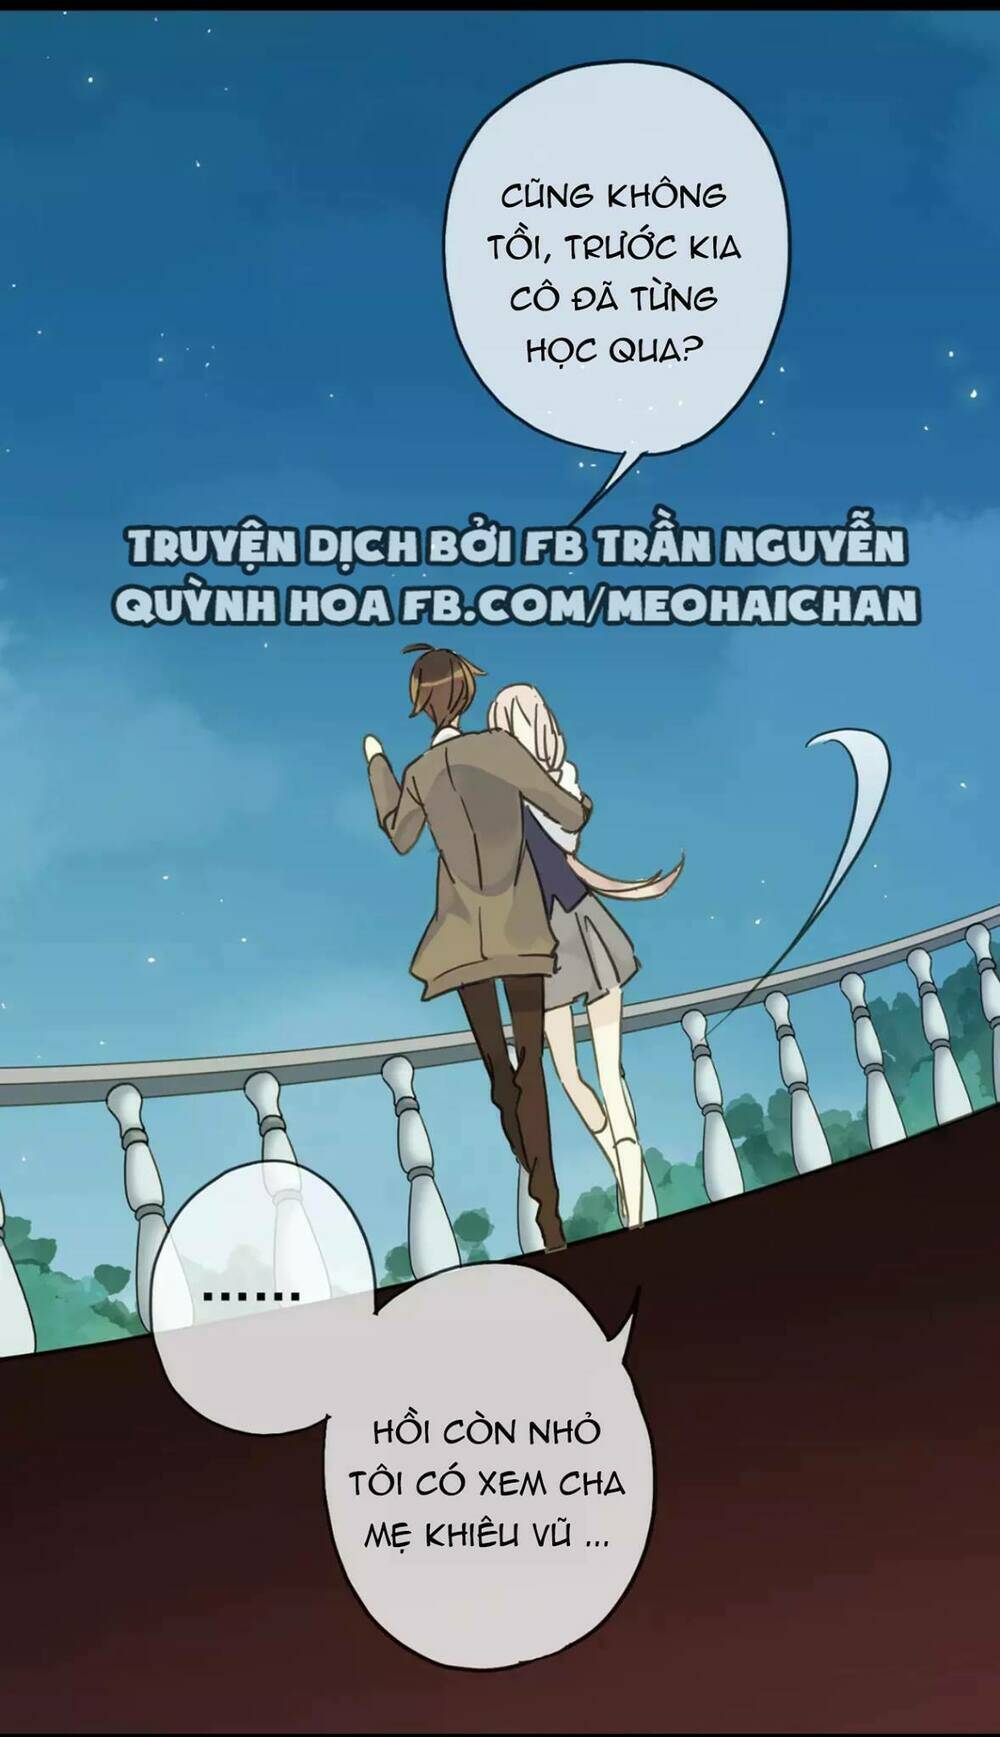 CŨNG KHÔNG
TỒI, TRƯỚC KIA
CÔ ĐÃ TỪNG
HỌC QUA?
TRUYỆN DỊCH BỞI FB TRẦN NGUYỄN
QUỲNH HOA FB.COM/MEOHAICHAN
......
HỒI CÒN NHỎ
TÔI CÓ XEM CHA
MẸ KHIÊU VŨ ...